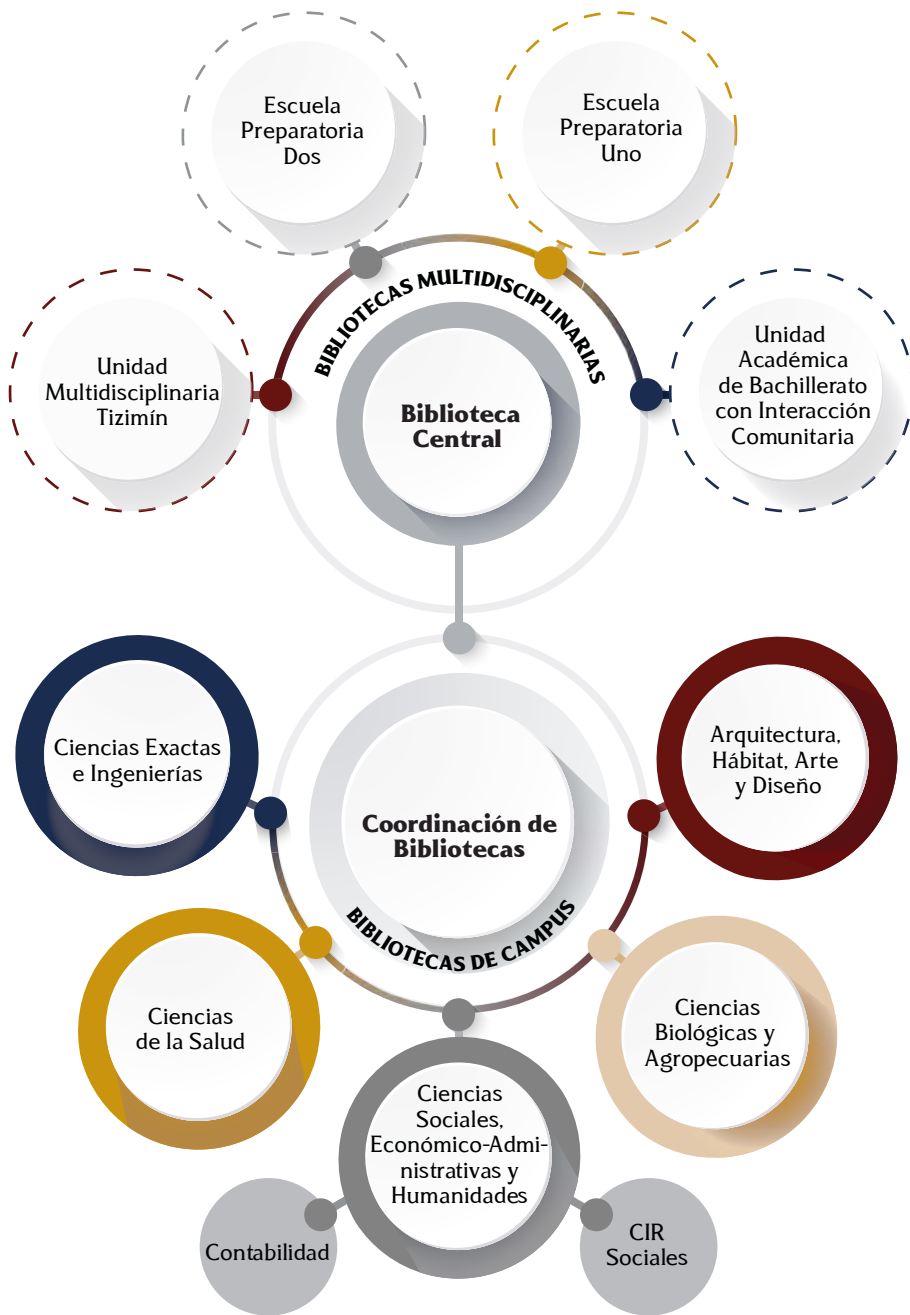 Escuela
Preparatoria
Dos
Escuela
Preparatoria
Uno
BIBLIOTECAS MULTIDISCIPLINARIAS
Unidad
Multidisciplinaria
Tizimín
Biblioteca
Central
Unidad
Académica
de Bachillerato
con Interacción
Comunitaria
Ciencias Exactas
e Ingenierías
Arquitectura,
Hábitat, Arte
y Diseño
Coordinación de
Bibliotecas
BIBLIOTECAS DE CAMPUS
Ciencias
de la Salud
Ciencias
Biológicas y
Agropecuarias
Ciencias
Sociales,
Económico-Admi-
nistrativas y
Humanidades
Contabilidad
CIR
Sociales